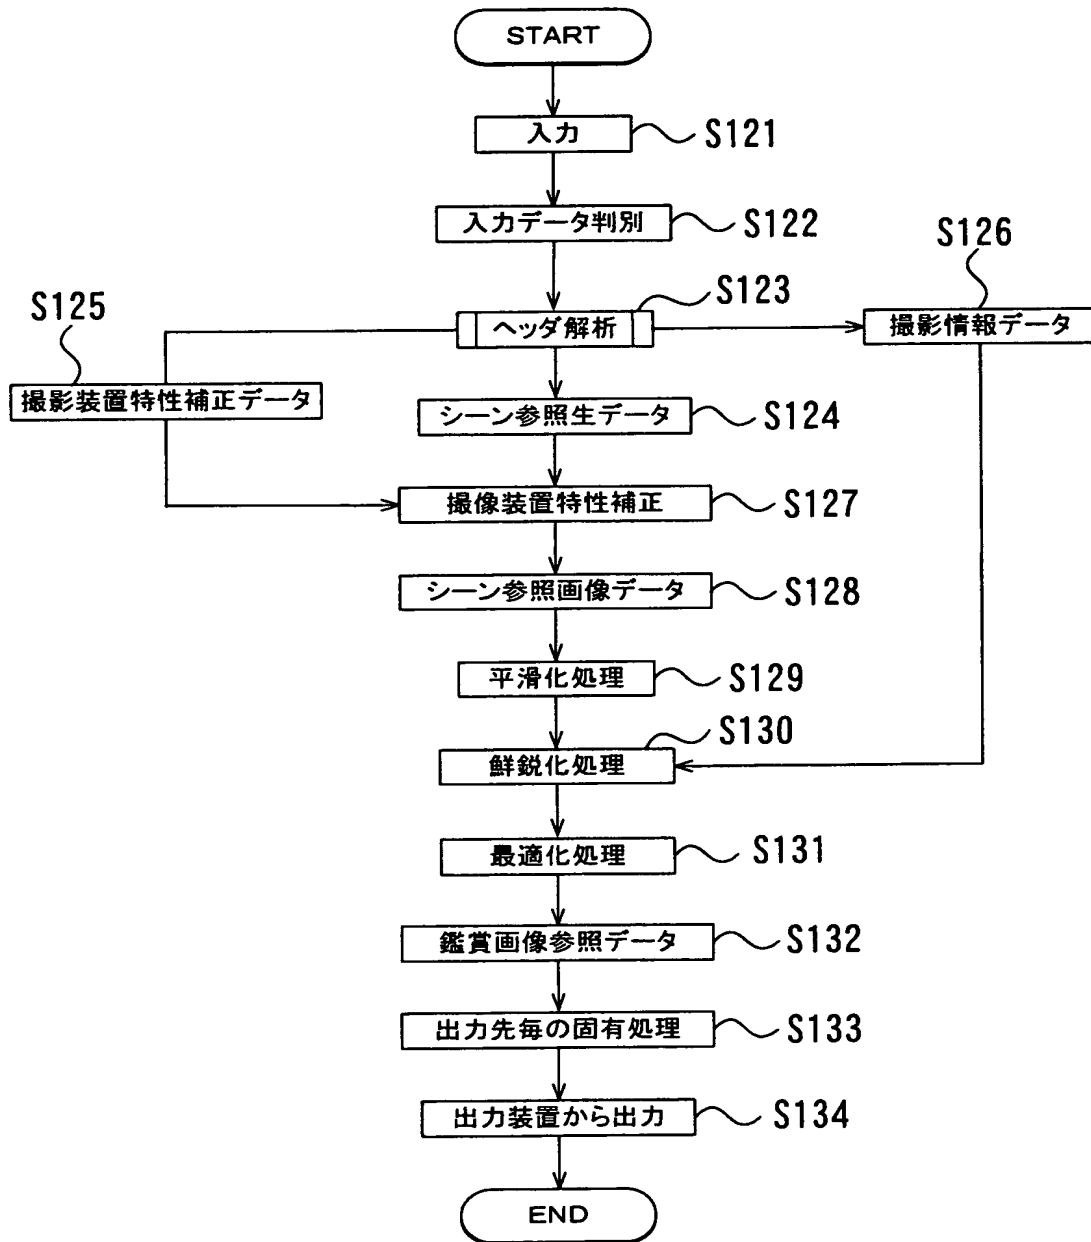 START
入力
S121
入力データ判別
S122
S126
S123
S125
ヘッダ解析
撮影情報データ
撮影装置特性補正データ
シーン参照生データ
S124
撮像装置特性補正
S127
シーン参照画像データ
S128
平滑化処理
S129
S130
鮮鋭化処理
最適化処理
S131
鑑賞画像参照データ
S132
出力先毎の固有処理
S133
出力装置から出力
S134
END